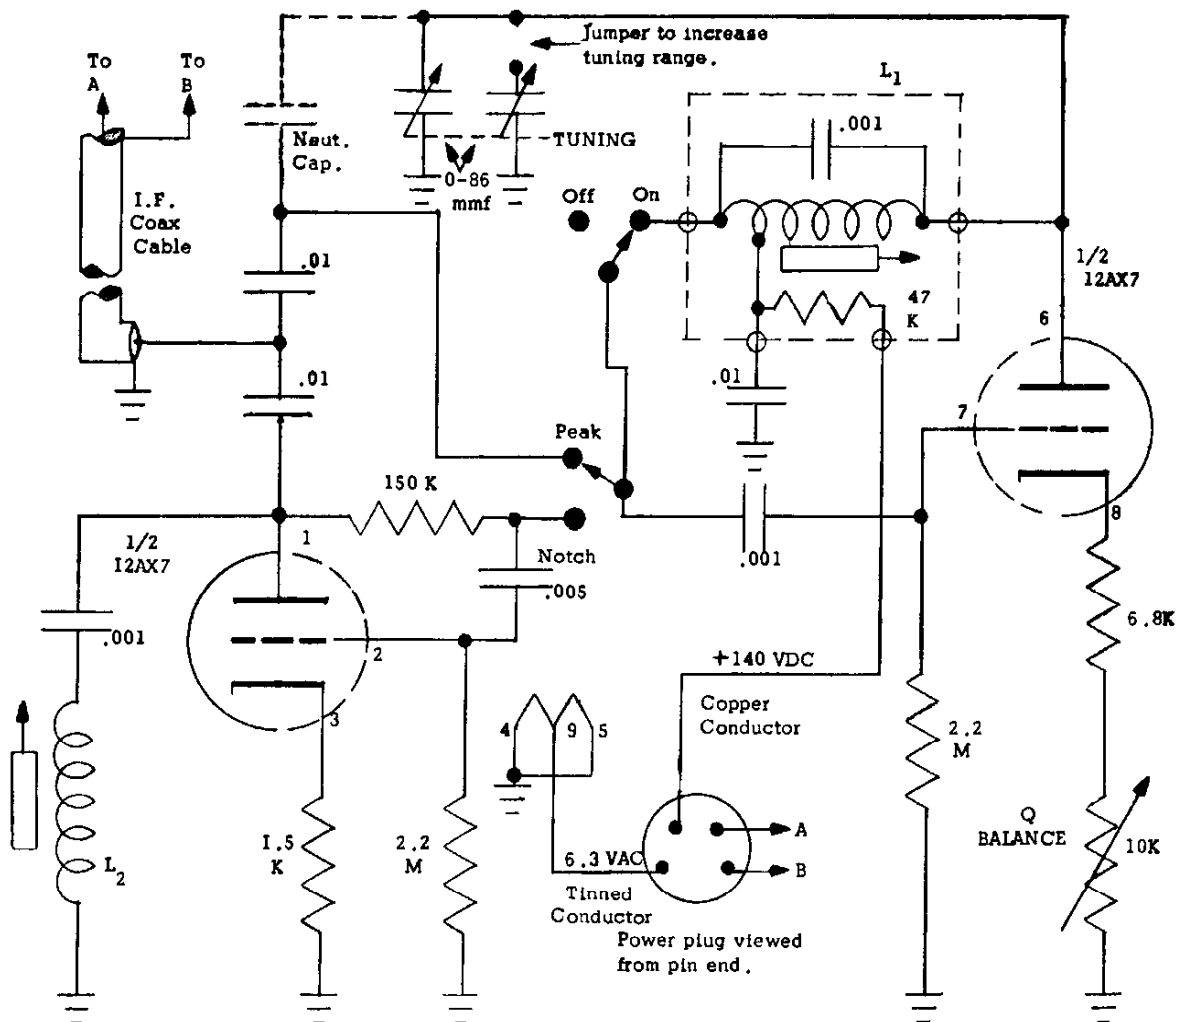 Jumper to increase
tuning range.
To
A
To
B
L1
.001
Neut.
Cap.
TUNING
0-86
mmf
Off
On
I.F.
Coax
Cable
.01
1/2
12AX7
47
K
6
.01
.01
7
Peak
150 K
8
1/2
12AX7
1
Notch
.005
.001
.001
2
6.8K
+140 VDC
3
Copper
Conductor
4
9
5
2.2
M
Q
BALANCE
10K
1.5
K
2.2
M
A
B
L2
6.3 VAC
Tinned
Conductor
Power plug viewed
from pin end.